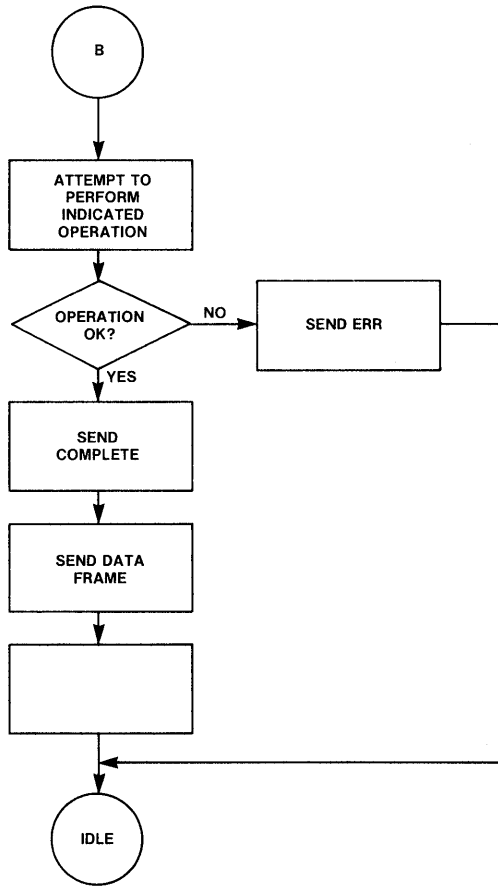 B
ATTEMPT TO
PERFORM
INDICATED
OPERATION
OPERATION
OK?
NO
SEND ERR
YES
SEND
COMPLETE
SEND DATA
FRAME
IDLE